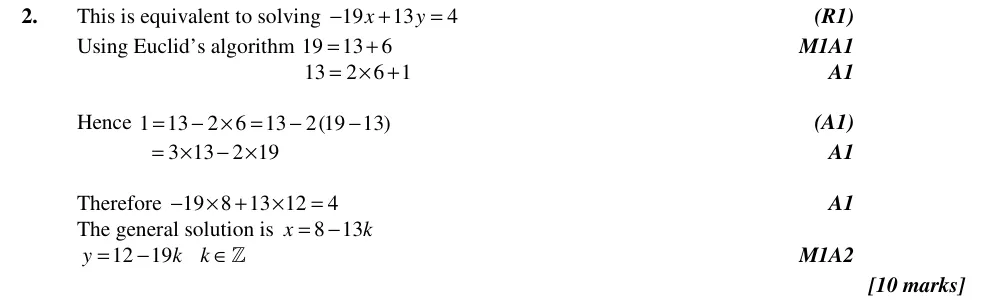 2. This is equivalent to solving −19x + 13y = 4 (R1)
Using Euclid's algorithm 19 = 13 + 6 M1A1
13 = 2×6 + 1 A1
Hence 1 = 13 − 2×6 = 13 − 2(19 − 13) (A1)
= 3×13 − 2×19 A1
Therefore −19×8 + 13×12 = 4 A1
The general solution is x = 8 − 13k
y = 12 − 19k k ∈ ℤ M1A2
[10 marks]